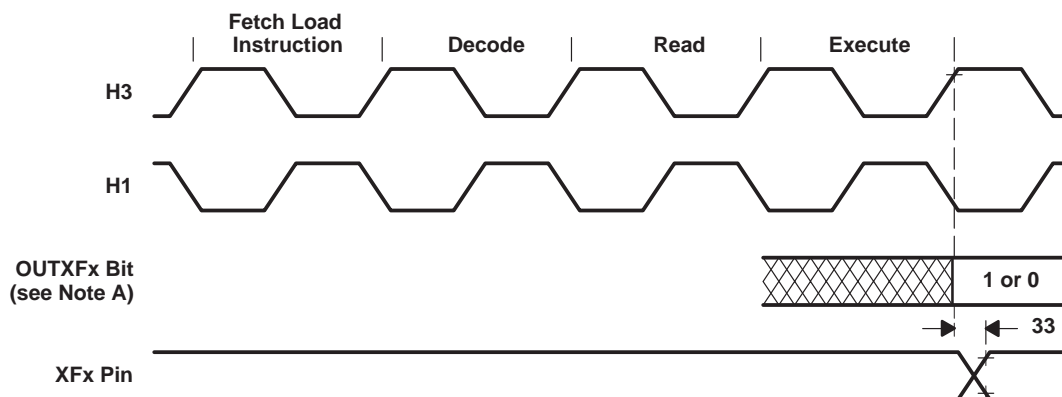 Fetch Load
Instruction
Decode
Read
Execute
H3
H1
OUTXFx Bit
(see Note A)
1 or 0
33
XFx Pin